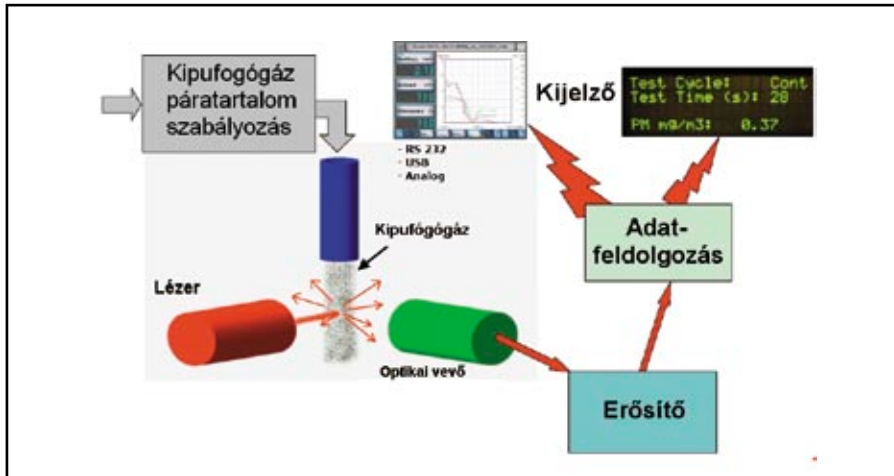 Kipufogógáz
páratartalom
szabályozás
- RS 232
- USB
- Analog
Kijelző
Test Cycle: Cont
Test Time (s): 28
PM mg/m3: 0.37
Kipufógógáz
Lézer
Optikai vevő
Adat-
feldolgozás
Erősítő